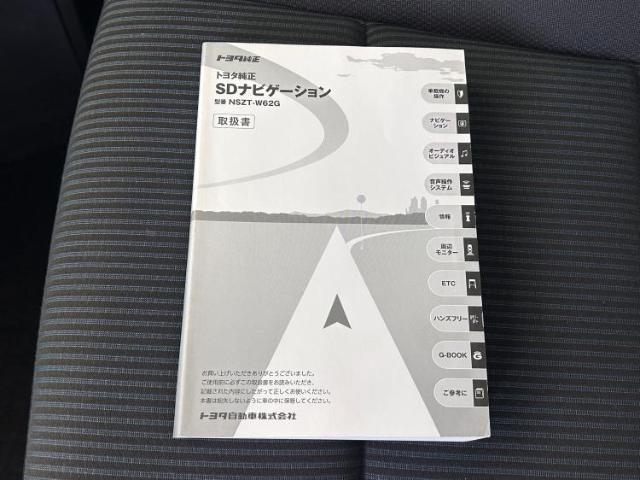 トヨタ純正
トヨタ純正
SDナビゲーション
型番 NSZT-W62G
取扱書
車載機の
操作
ナビゲー
ション
オーディオ
ビジュアル
音声操作
システム
情報
周辺
モニター
ETC
ハンズフリー
G-BOOK
ご参考に
お買い上げいただきありがとうございました。
ご使用前に必ずこの取扱書をお読みいただき、
記載された内容にしたがって正しくお使いください。
本書は紛失しないように車の中に保管してください。
トヨタ自動車株式会社